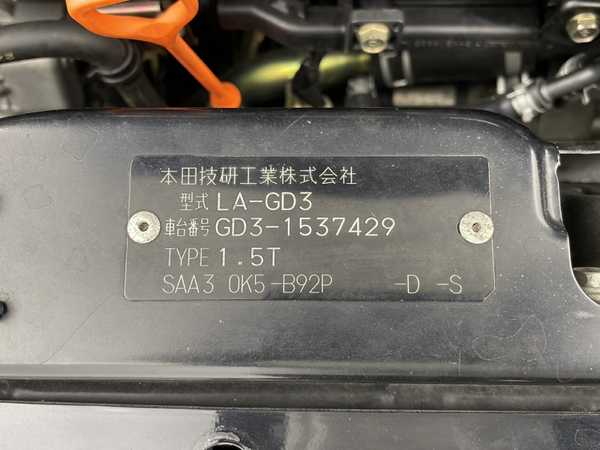 本田技研工業株式会社
型式 LA-GD3
車台番号 GD3-1537429
TYPE 1.5T
SAA3 0K5-B92P -D -S